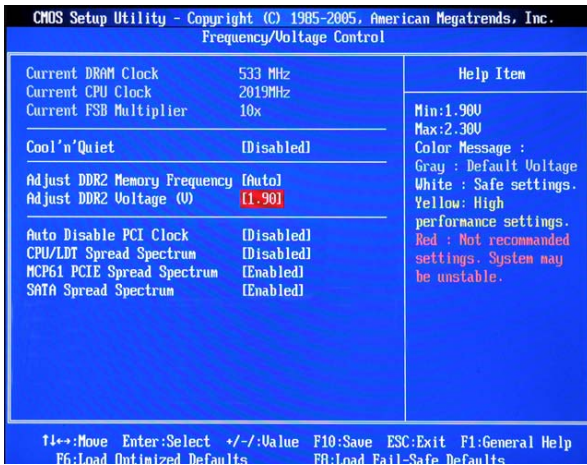 CMOS Setup Utility - Copyright (C) 1985-2005, American Megatrends, Inc.
Frequency/Voltage Control
Current DRAM Clock 533 MHz
Current CPU Clock 2019MHz
Current FSB Multiplier 10x
Cool'n'Quiet [Disabled]
Adjust DDR2 Memory Frequency [Auto]
Adjust DDR2 Voltage (V) [1.90]
Auto Disable PCI Clock [Disabled]
CPU/LDT Spread Spectrum [Disabled]
MCP61 PCIE Spread Spectrum [Enabled]
SATA Spread Spectrum [Enabled]
Help Item
Min:1.90V
Max:2.30V
Color Message :
Gray : Default Voltage
White : Safe settings.
Yellow: High
performance settings.
Red : Not recommanded
settings. System may
be unstable.
↑↓←→:Move Enter:Select +/-/:Value F10:Save ESC:Exit F1:General Help
F6:Load Optimized Defaults F8:Load Fail-Safe Defaults